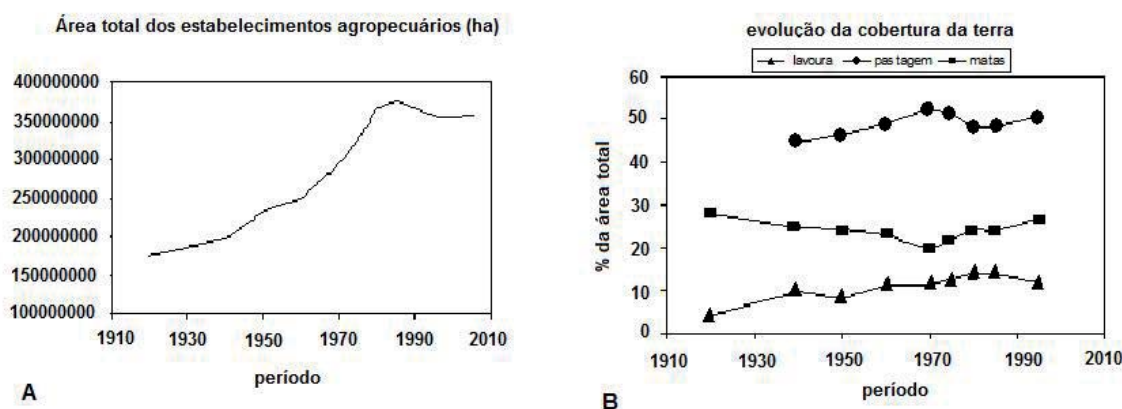 Área total dos estabelecimentos agropecuários (ha)
400000000
350000000
300000000
250000000
200000000
150000000
100000000
1910 1930 1950 1970 1990 2010
período
A
evolução da cobertura da terra
lavoura pastagem matas
% da área total
60
50
40
30
20
10
0
1910 1930 1950 1970 1990 2010
período
B